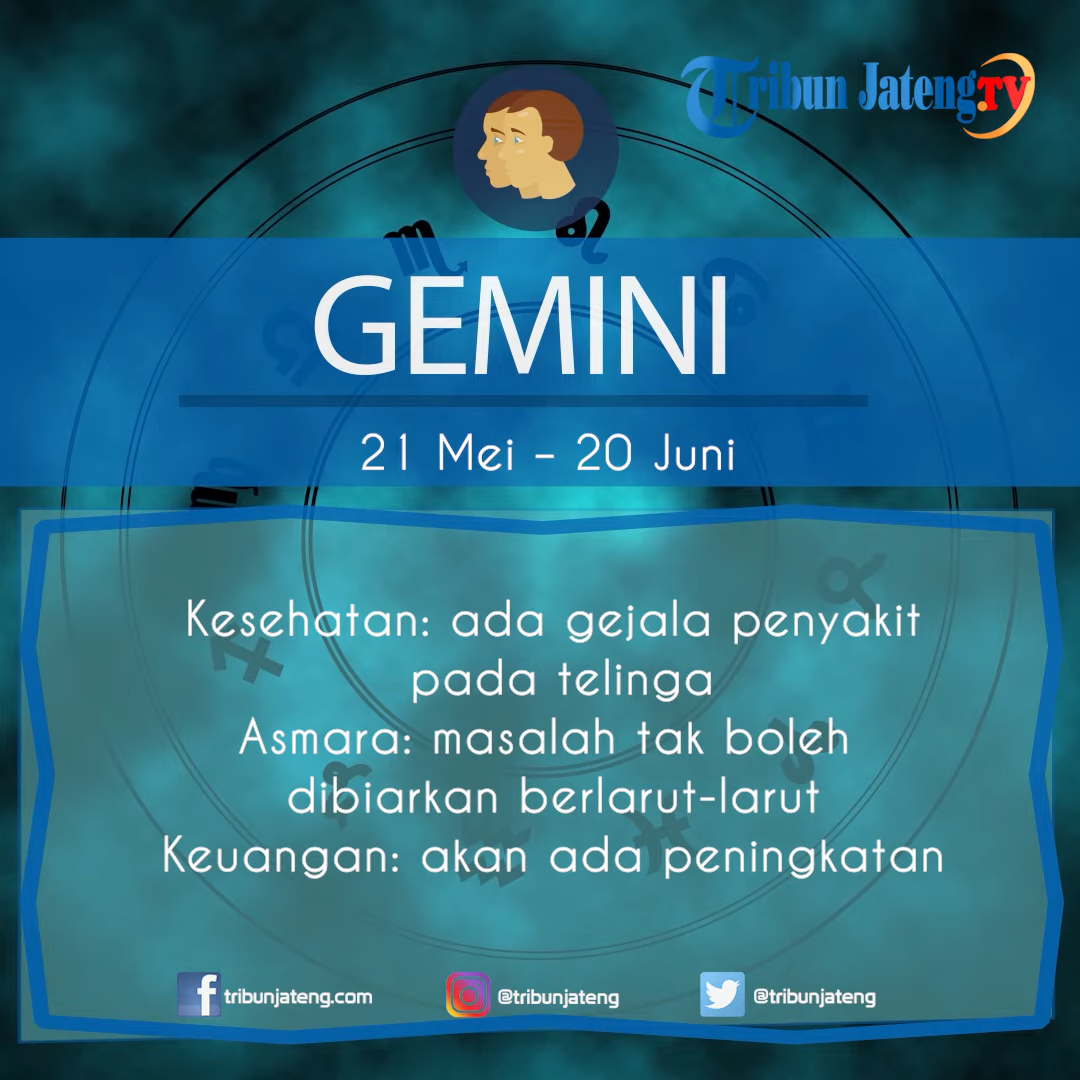 Tribun Jateng.TV
GEMINI
21 Mei - 20 Juni
Kesehatan: ada gejala penyakit
pada telinga
Asmara: masalah tak boleh
dibiarkan berlarut-larut
Keuangan: akan ada peningkatan
tribunjateng.com
@tribunjateng
@tribunjateng